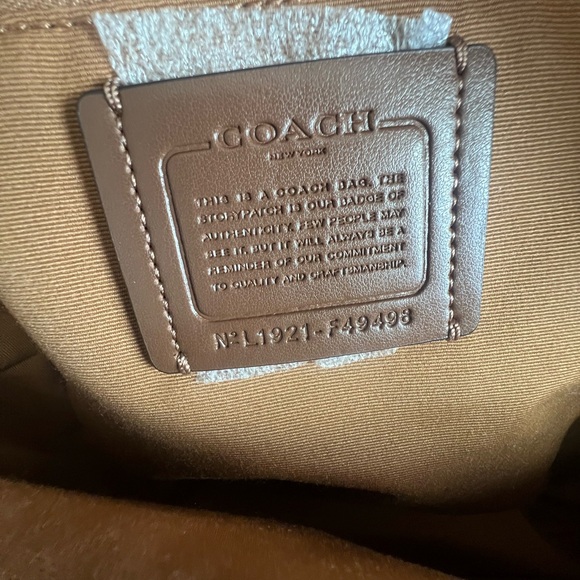 COACH
NEW YORK
THIS IS A COACH BAG. THE
STORYPATCH IS OUR BADGE OF
AUTHENTICITY. FEW PEOPLE MAY
SEE IT. BUT IT WILL ALWAYS BE A
REMINDER OF OUR COMMITMENT
TO QUALITY AND CRAFTSMANSHIP.
Nº L1921-F49498